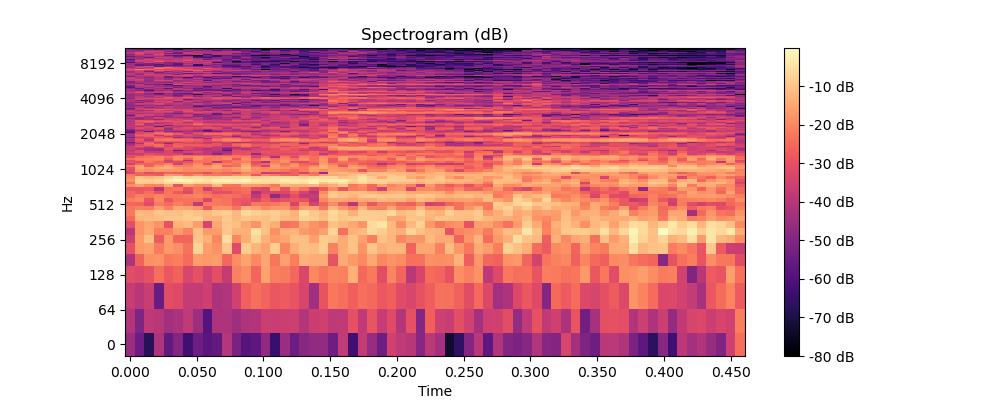 Spectrogram (dB)
8192
4096
2048
1024
512
256
128
64
0
Hz
0.000 0.050 0.100 0.150 0.200 0.250 0.300 0.350 0.400 0.450
Time
-10 dB
-20 dB
-30 dB
-40 dB
-50 dB
-60 dB
-70 dB
-80 dB